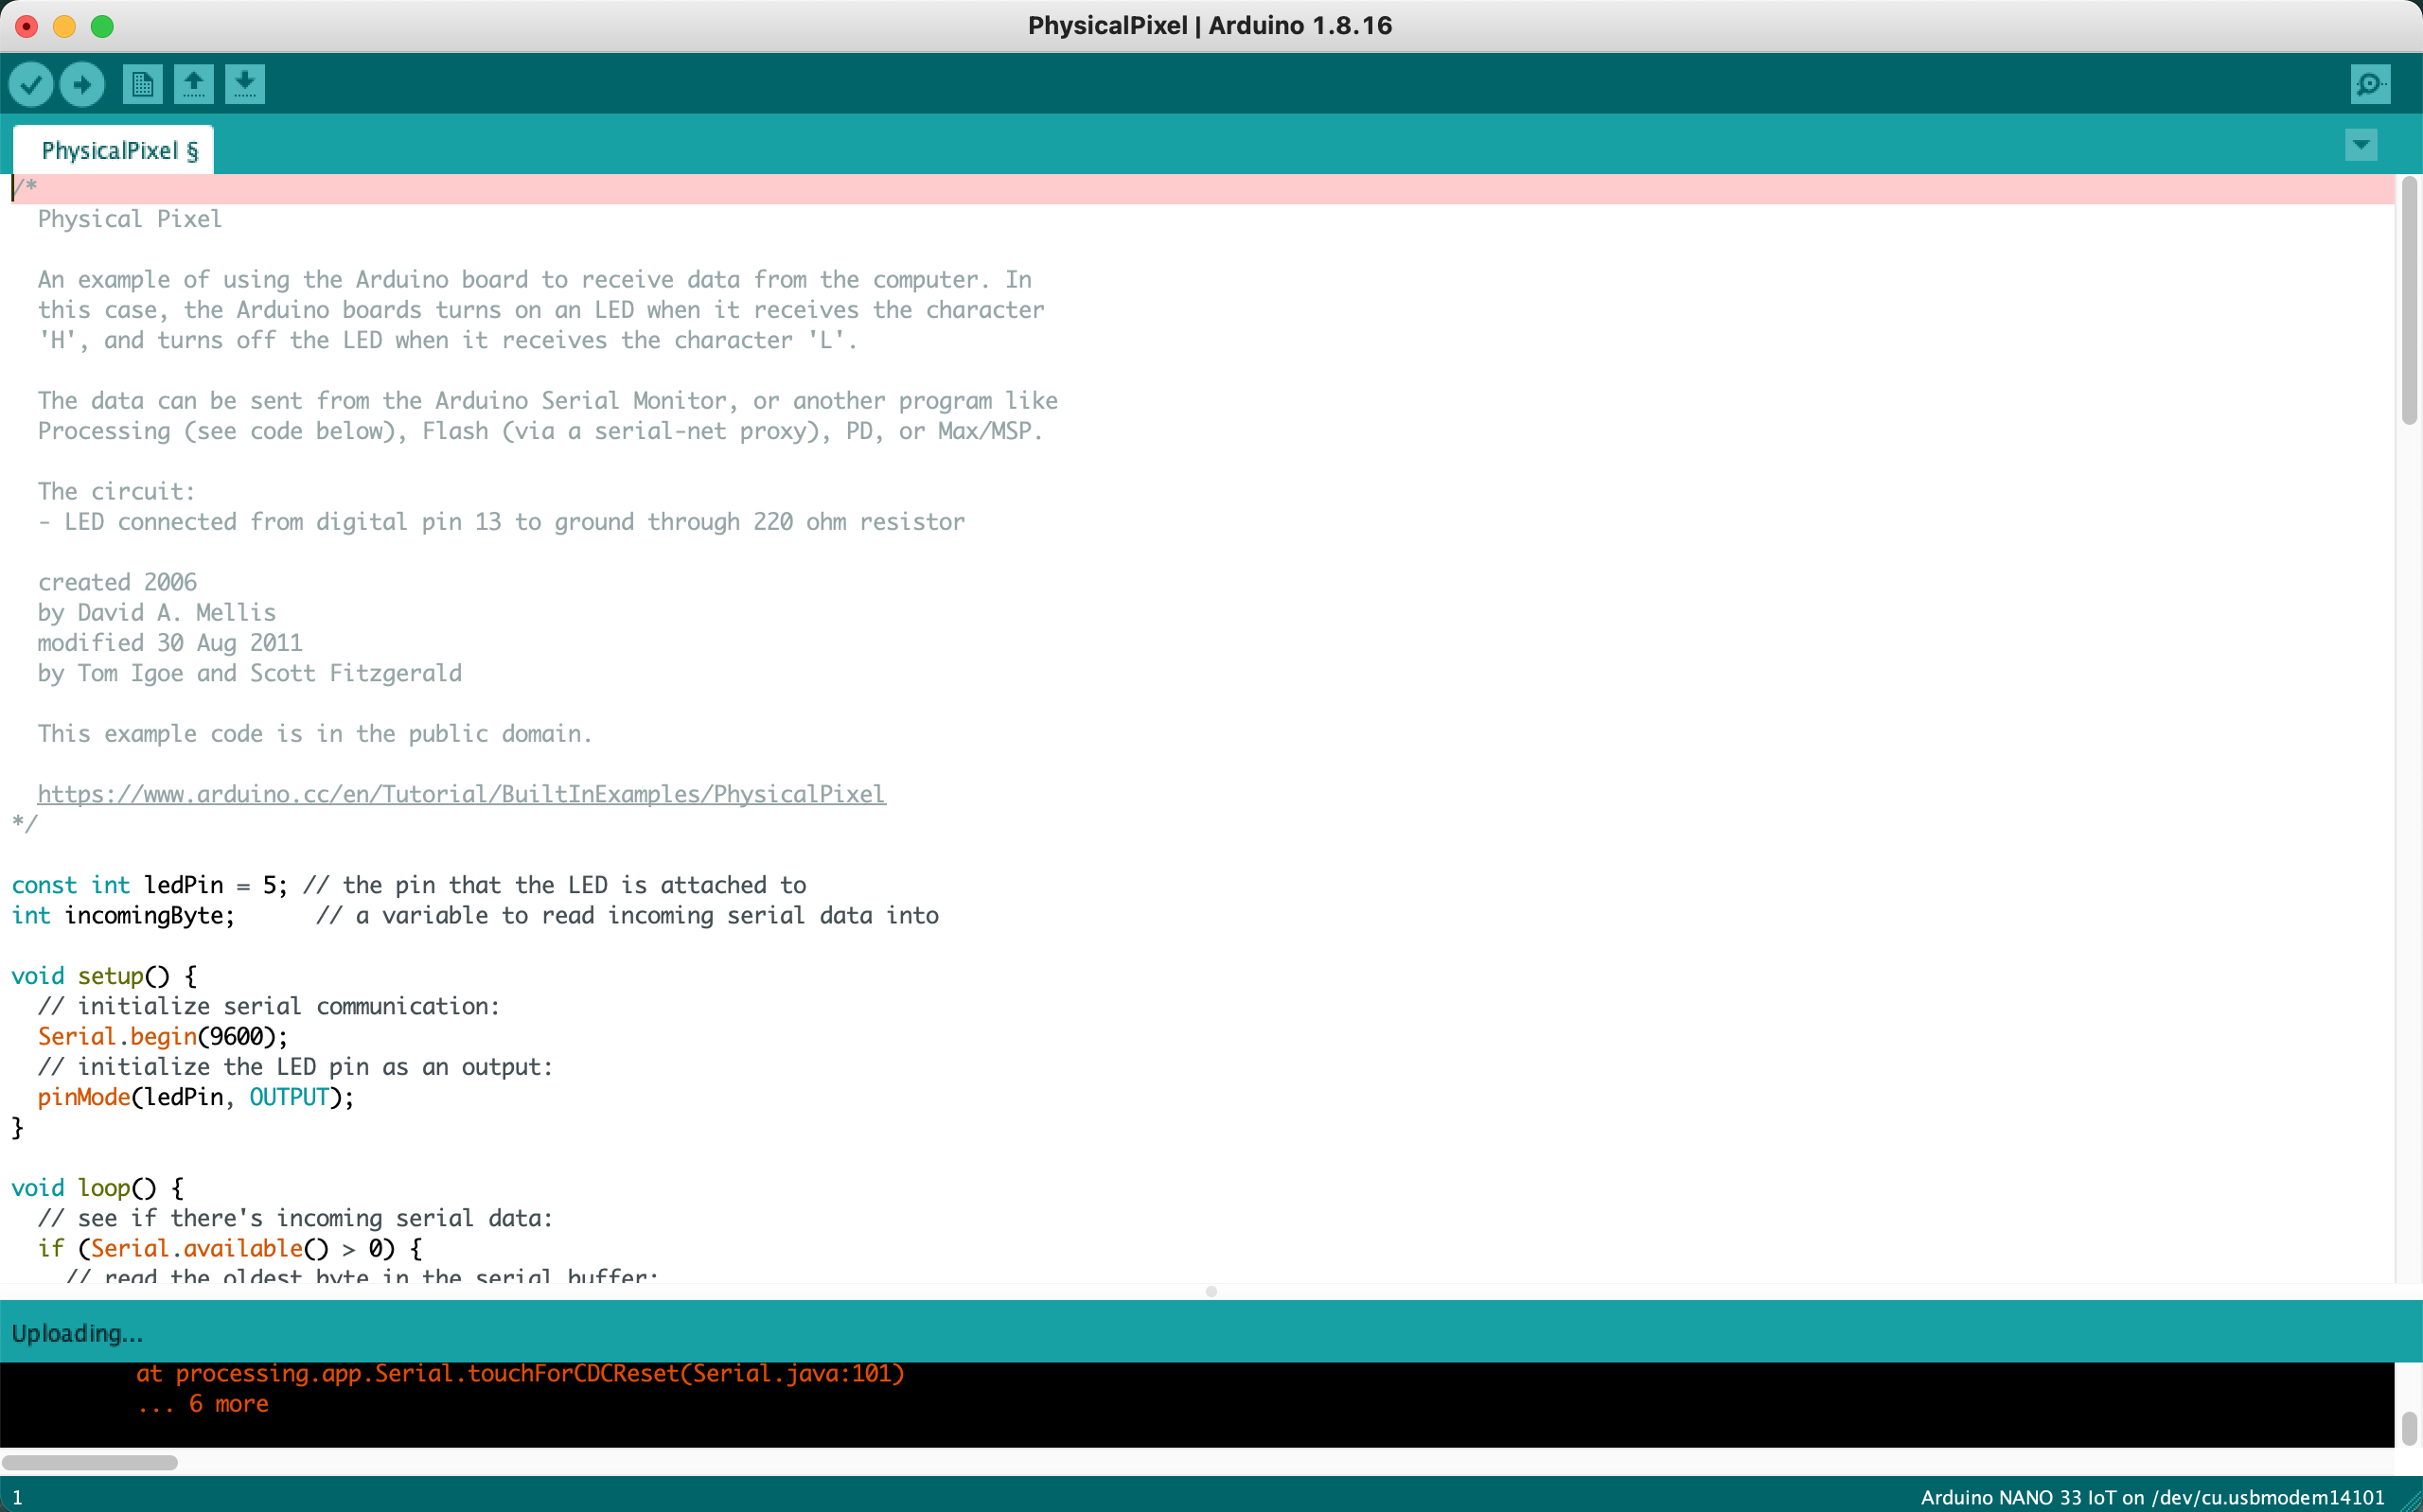 PhysicalPixel | Arduino 1.8.16
PhysicalPixel §
/*
Physical Pixel
An example of using the Arduino board to receive data from the computer. In
this case, the Arduino boards turns on an LED when it receives the character
'H', and turns off the LED when it receives the character 'L'.
The data can be sent from the Arduino Serial Monitor, or another program like
Processing (see code below), Flash (via a serial-net proxy), PD, or Max/MSP.
The circuit:
- LED connected from digital pin 13 to ground through 220 ohm resistor
created 2006
by David A. Mellis
modified 30 Aug 2011
by Tom Igoe and Scott Fitzgerald
This example code is in the public domain.
https://www.arduino.cc/en/Tutorial/BuiltInExamples/PhysicalPixel
*/
const int ledPin = 5; // the pin that the LED is attached to
int incomingByte;      // a variable to read incoming serial data into
void setup() {
// initialize serial communication:
Serial.begin(9600);
// initialize the LED pin as an output:
pinMode(ledPin, OUTPUT);
}
void loop() {
// see if there's incoming serial data:
if (Serial.available() > 0) {
// read the oldest byte in the serial buffer:
Uploading...
at processing.app.Serial.touchForCDCReset(Serial.java:101)
... 6 more
1
Arduino NANO 33 IoT on /dev/cu.usbmodem14101